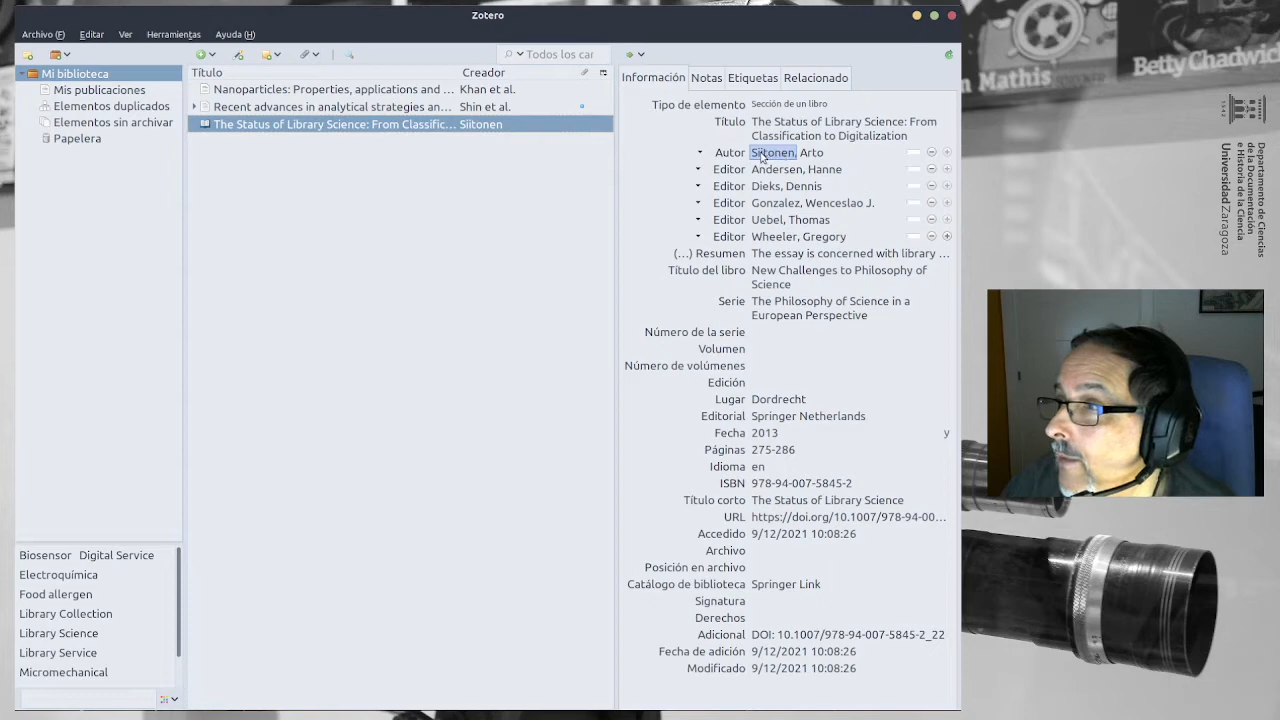 Zotero
Archivo (F) Editar Ver Herramientas Ayuda (H)
Todos los car
Mi biblioteca
Mis publicaciones
Elementos duplicados
Elementos sin archivar
Papelera
Título Creador
Nanoparticles: Properties, applications and ... Khan et al.
Recent advances in analytical strategies an... Shin et al.
The Status of Library Science: From Classific... Siitonen
Información Notas Etiquetas Relacionado
Tipo de elemento Sección de un libro
Título The Status of Library Science: From
Classification to Digitalization
Autor Siitonen, Arto
Editor Andersen, Hanne
Editor Dieks, Dennis
Editor Gonzalez, Wenceslao J.
Editor Uebel, Thomas
Editor Wheeler, Gregory
(...) Resumen The essay is concerned with library ...
Título del libro New Challenges to Philosophy of
Science
Serie The Philosophy of Science in a
European Perspective
Número de la serie
Volumen
Número de volúmenes
Edición
Lugar Dordrecht
Editorial Springer Netherlands
Fecha 2013 y
Páginas 275-286
Idioma en
ISBN 978-94-007-5845-2
Título corto The Status of Library Science
URL https://doi.org/10.1007/978-94-00...
Accedido 9/12/2021 10:08:26
Archivo
Posición en archivo
Catálogo de biblioteca Springer Link
Signatura
Derechos
Adicional DOI: 10.1007/978-94-007-5845-2_22
Fecha de adición 9/12/2021 10:08:26
Modificado 9/12/2021 10:08:26
Biosensor Digital Service
Electroquímica
Food allergen
Library Collection
Library Science
Library Service
Micromechanical
n Mathis
Betty Chadwic
1542
Universidad Zaragoza
Departamento de Ciencias
de la Documentación
e Historia de la Ciencia